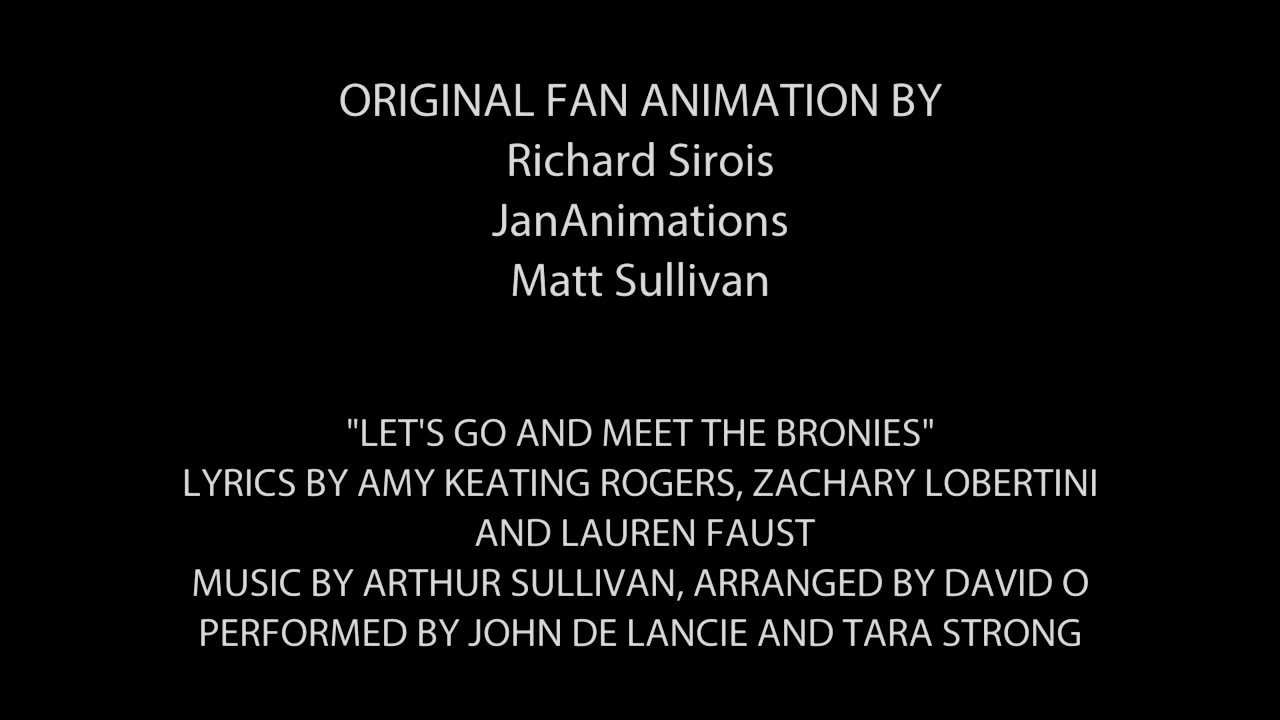 ORIGINAL FAN ANIMATION BY
Richard Sirois
JanAnimations
Matt Sullivan
"LET'S GO AND MEET THE BRONIES"
LYRICS BY AMY KEATING ROGERS, ZACHARY LOBERTINI
AND LAUREN FAUST
MUSIC BY ARTHUR SULLIVAN, ARRANGED BY DAVID O
PERFORMED BY JOHN DE LANCIE AND TARA STRONG